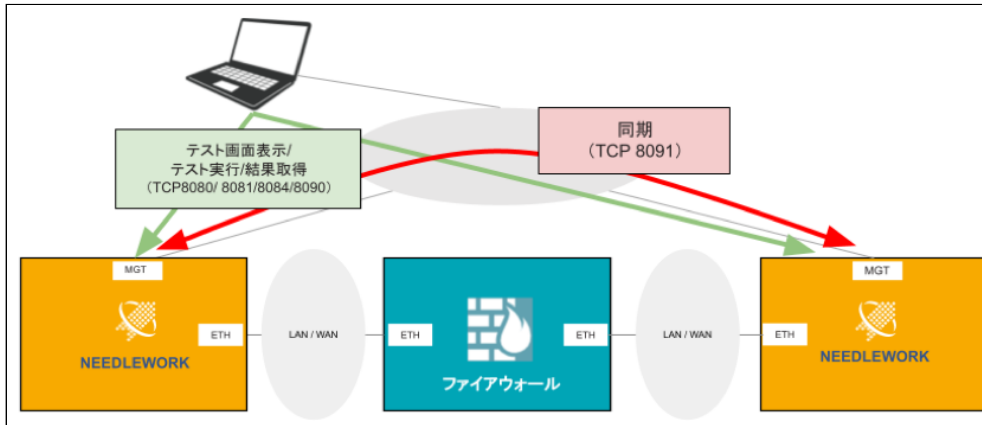 同期
（TCP 8091）
テスト画面表示/
テスト実行/結果取得
（TCP8080/ 8081/8084/8090）
MGT
MGT
ETH
LAN / WAN
ETH
ETH
LAN / WAN
ETH
NEEDLEWORK
ファイアウォール
NEEDLEWORK